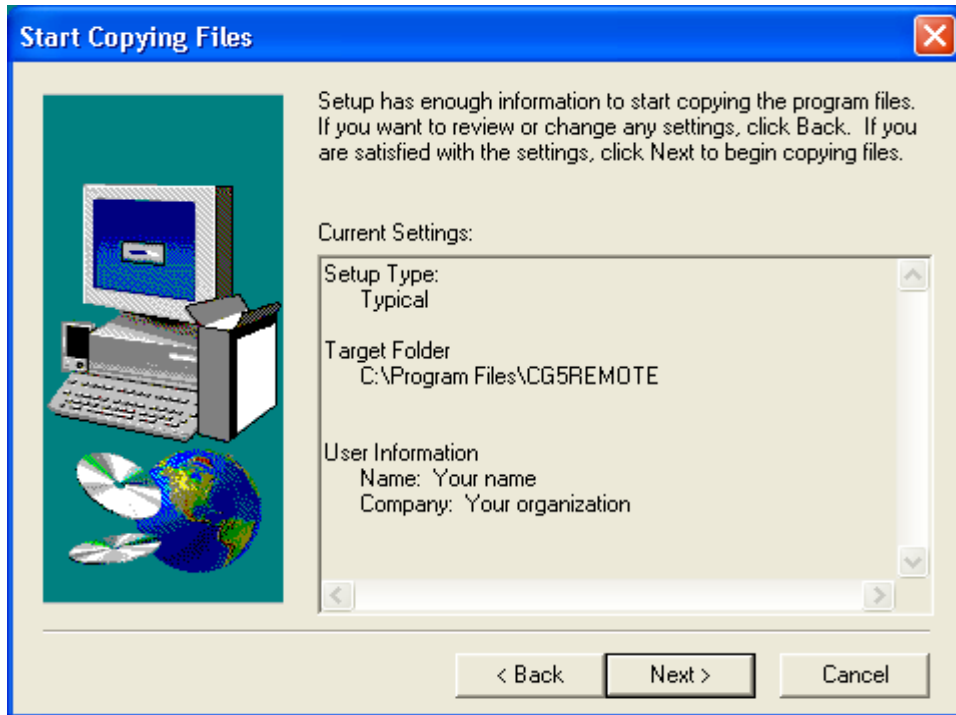 Start Copying Files
Setup has enough information to start copying the program files.
If you want to review or change any settings, click Back.  If you
are satisfied with the settings, click Next to begin copying files.
Current Settings:
Setup Type:
Typical
Target Folder
C:\Program Files\CG5REMOTE
User Information
Name:  Your name
Company:  Your organization
< Back
Next >
Cancel